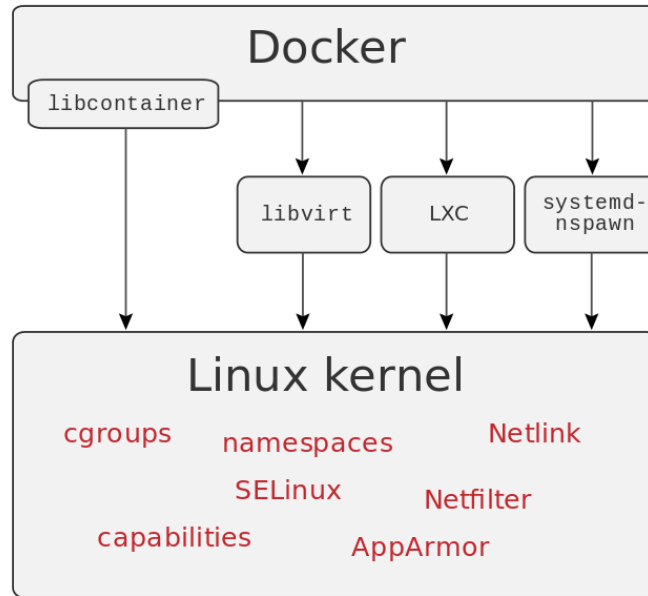 Docker
libcontainer
libvirt
LXC
systemd-
nspawn
Linux kernel
cgroups
namespaces
Netlink
SELinux
Netfilter
capabilities
AppArmor